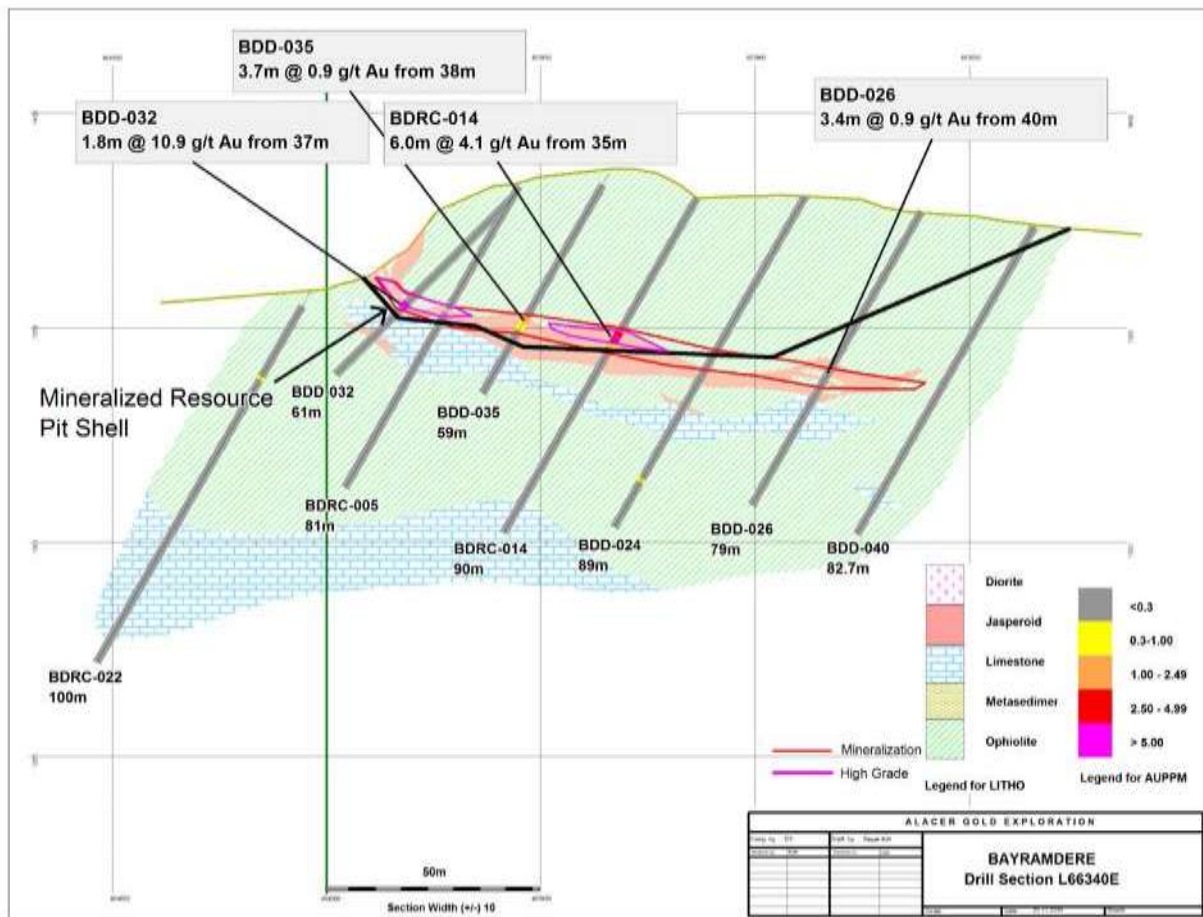 BDD-035
3.7m @ 0.9 g/t Au from 38m
BDD-032
1.8m @ 10.9 g/t Au from 37m
BDRC-014
6.0m @ 4.1 g/t Au from 35m
BDD-026
3.4m @ 0.9 g/t Au from 40m
Mineralized Resource
Pit Shell
BDD-032
61m
BDD-035
59m
BDRC-005
81m
BDRC-014
90m
BDD-024
89m
BDD-026
79m
BDD-040
82.7m
BDRC-022
100m
Diorite
Jasperoid
Limestone
Metasedimer
Ophiolite
Legend for LITHO
<0.3
0.3-1.00
1.00 - 2.49
2.50 - 4.99
> 5.00
Legend for AUPPM
Mineralization
High Grade
50m
Section Width (+/-) 10
ALACER GOLD EXPLORATION
BAYRAMDERE
Drill Section L66340E